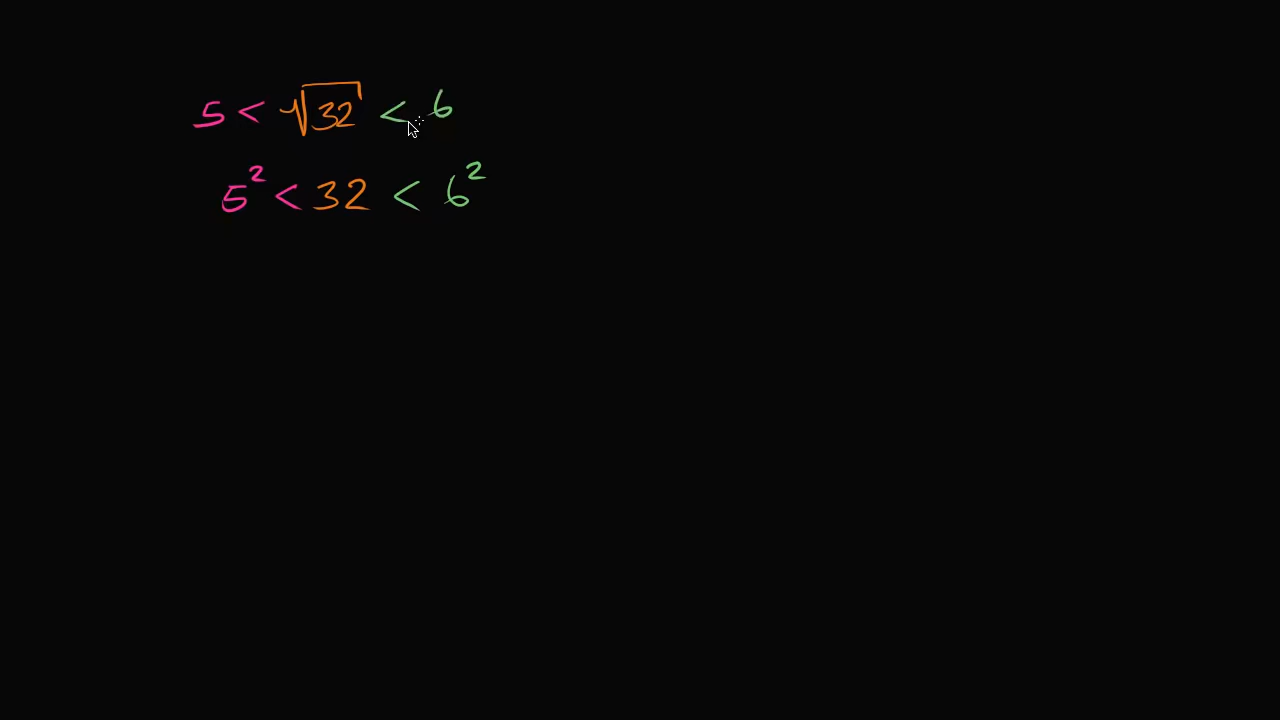 5 < √32 < 6
5² < 32 < 6²